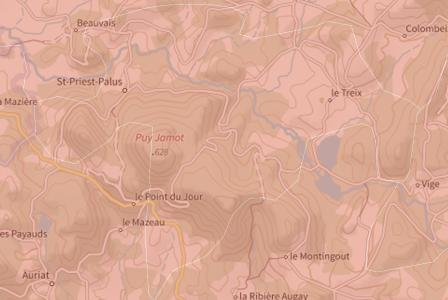 Beauvais
Colombei
St-Priest-Palus
le Treix
a Mazière
Puy Jamot
.628
Vige
le Point du Jour
le Mazeau
es Payauds
le Montingout
Auriat
la Ribière Augay